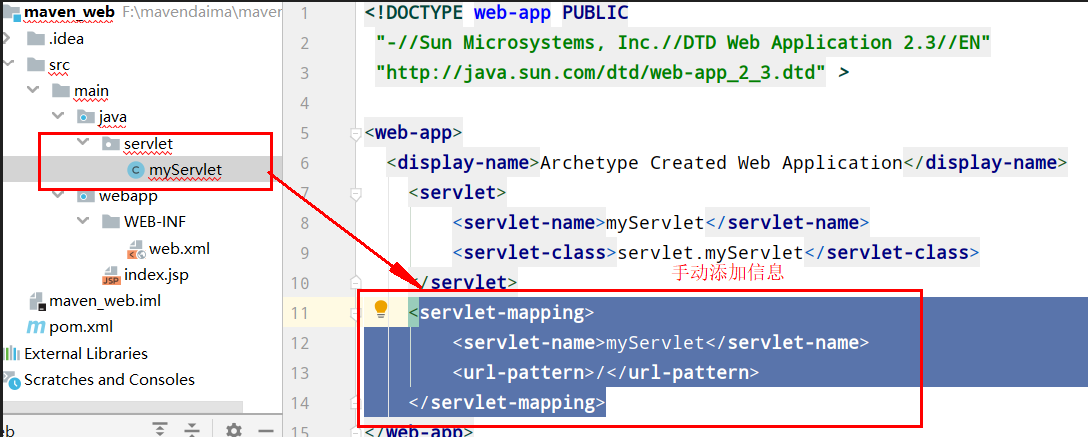 maven_web F:\mavendaima\maven
.idea
src
main
java
servlet
myServlet
webapp
WEB-INF
web.xml
index.jsp
maven_web.iml
pom.xml
External Libraries
Scratches and Consoles
eb
1 <!DOCTYPE web-app PUBLIC
2 "-//Sun Microsystems, Inc.//DTD Web Application 2.3//EN"
3 "http://java.sun.com/dtd/web-app_2_3.dtd" >
4
5 <web-app>
6 <display-name>Archetype Created Web Application</display-name>
7 <servlet>
8 <servlet-name>myServlet</servlet-name>
9 <servlet-class>servlet.myServlet</servlet-class>
手动添加信息
10 </servlet>
11 <servlet-mapping>
12 <servlet-name>myServlet</servlet-name>
13 <url-pattern>/</url-pattern>
14 </servlet-mapping>
15 </web-app>